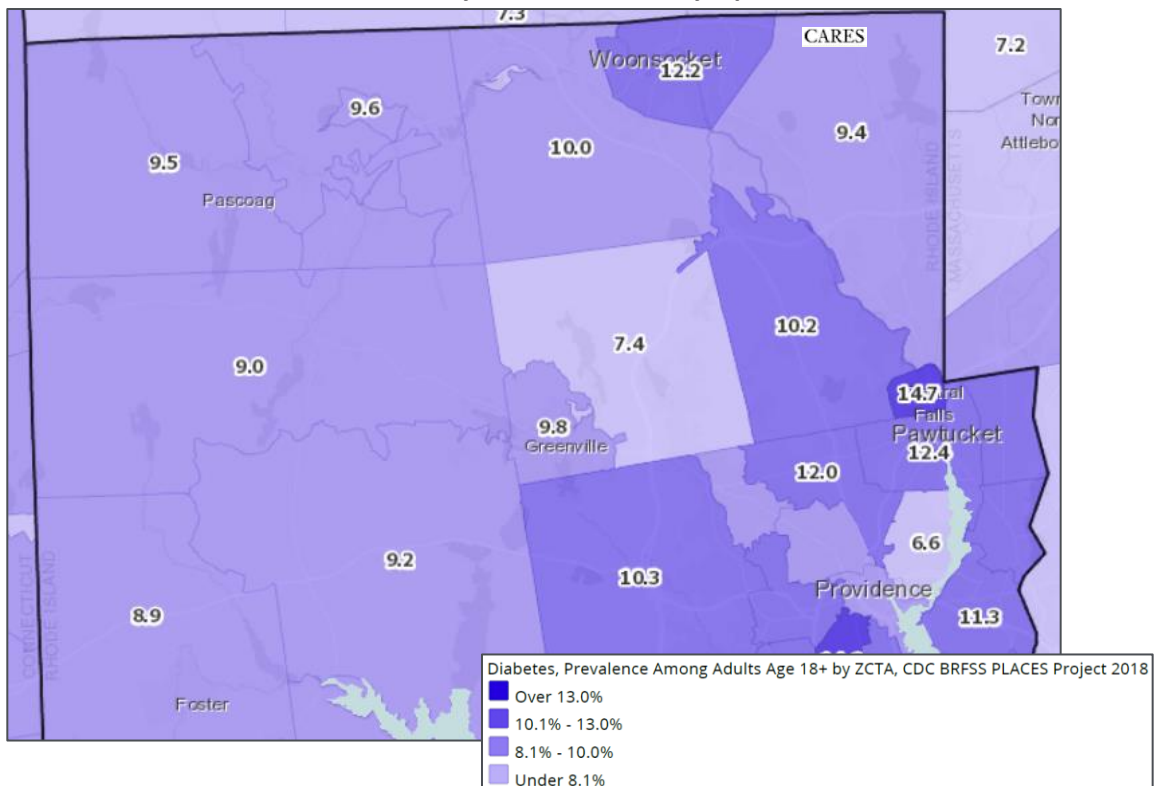 7.3
CARES
7.2
Woonsocket
12.2
Town
Nor
Attlebo
9.6
9.4
9.5
10.0
Pascoag
RHODE ISLAND
MASSACHUSETTS
10.2
7.4
9.0
14.7
Falls
9.8
Greenville
Pawtucket
12.4
12.0
6.6
9.2
10.3
Providence
8.9
11.3
CONNECTICUT
RHODE ISLAND
Foster
Diabetes, Prevalence Among Adults Age 18+ by ZCTA, CDC BRFSS PLACES Project 2018
Over 13.0%
10.1% - 13.0%
8.1% - 10.0%
Under 8.1%